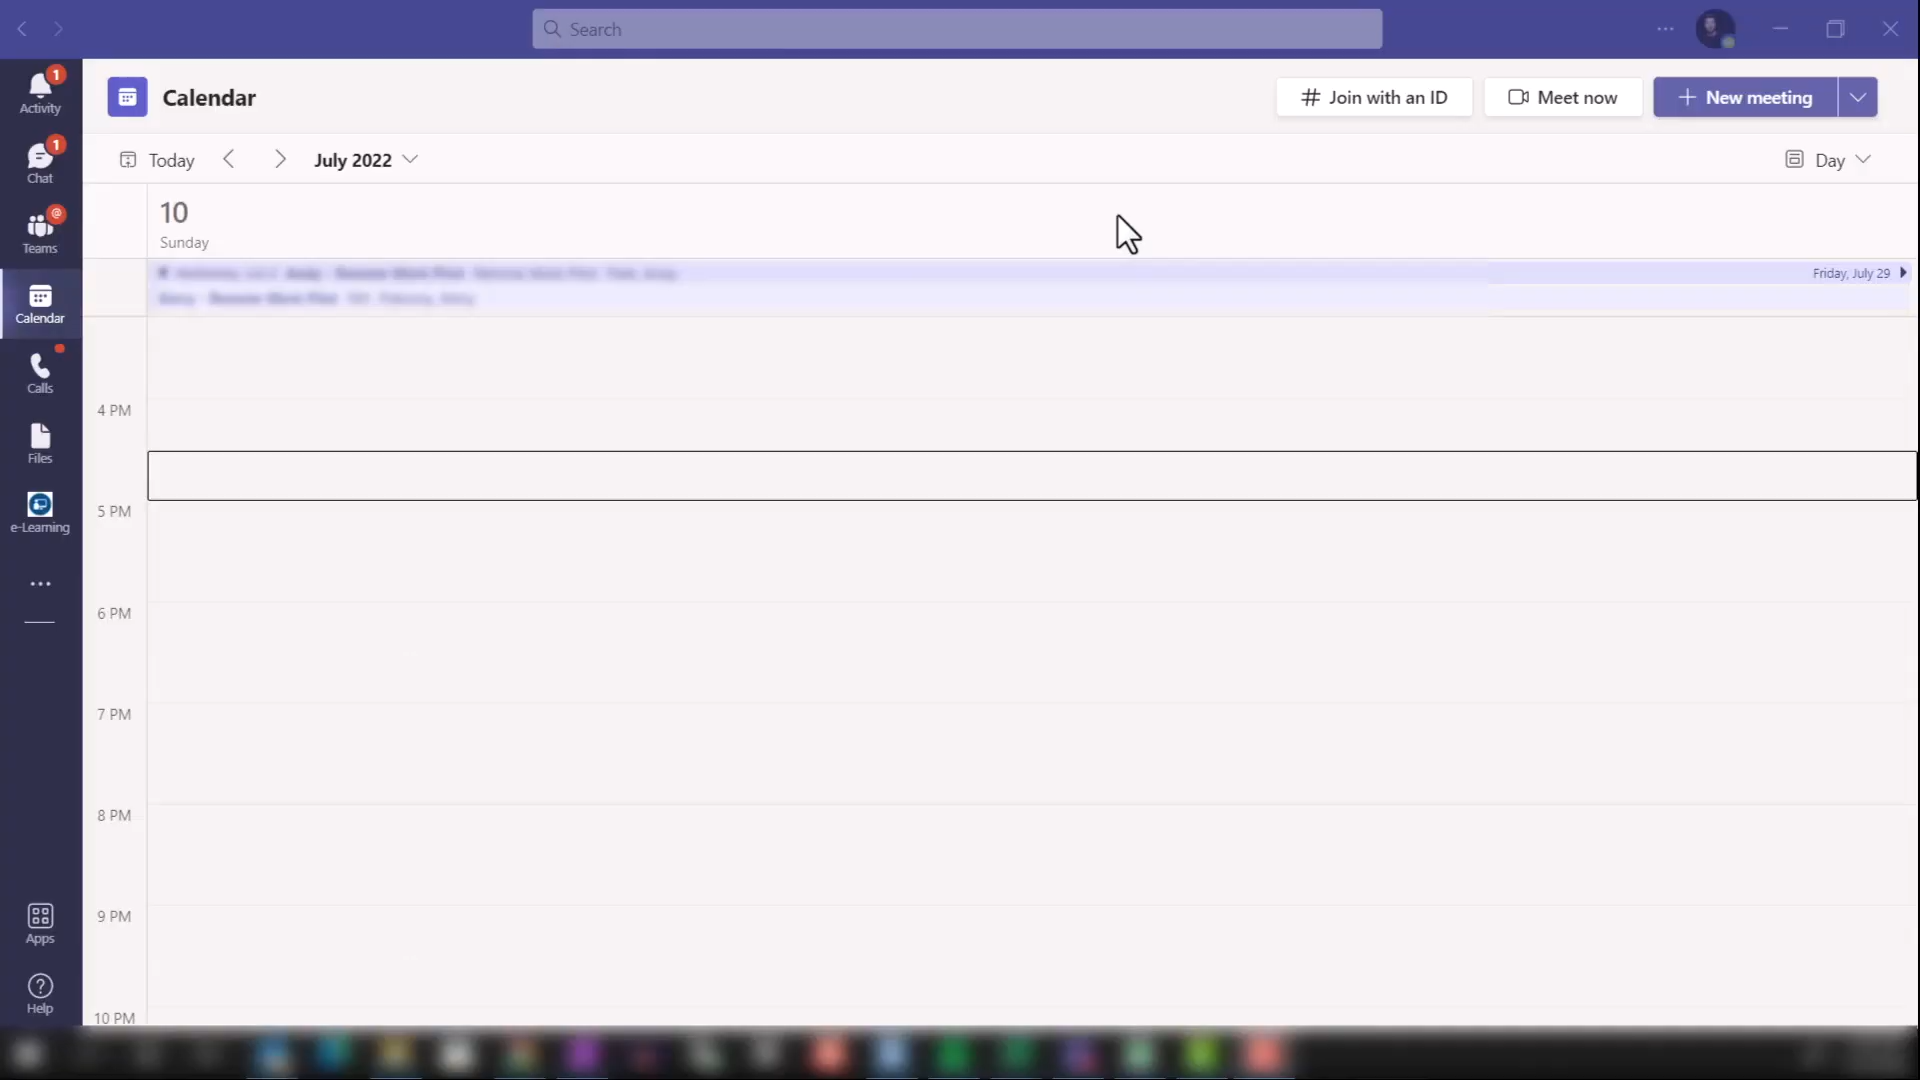 Search
1
Activity
Calendar
# Join with an ID
Meet now
+ New meeting
1
Chat
Today
July 2022
Day
@
Teams
10
Sunday
Friday, July 29
Calendar
Calls
4 PM
Files
5 PM
e-Learning
6 PM
7 PM
8 PM
9 PM
Apps
?
Help
10 PM